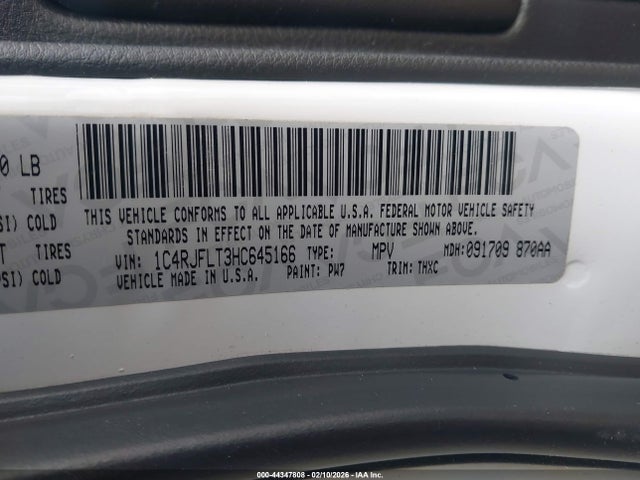 0 LB
TIRES
SI) COLD
T TIRES
PSI) COLD
THIS VEHICLE CONFORMS TO ALL APPLICABLE U.S.A. FEDERAL MOTOR VEHICLE SAFETY
STANDARDS IN EFFECT ON THE DATE OF MANUFACTURE SHOWN ABOVE.
VIN: 1C4RJFLT3HC645166 TYPE: MPV MDH: 091709 870AA
VEHICLE MADE IN U.S.A. PAINT: PW7 TRIM: THXC
000-44347808 - 02/10/2026 - IAA Inc.